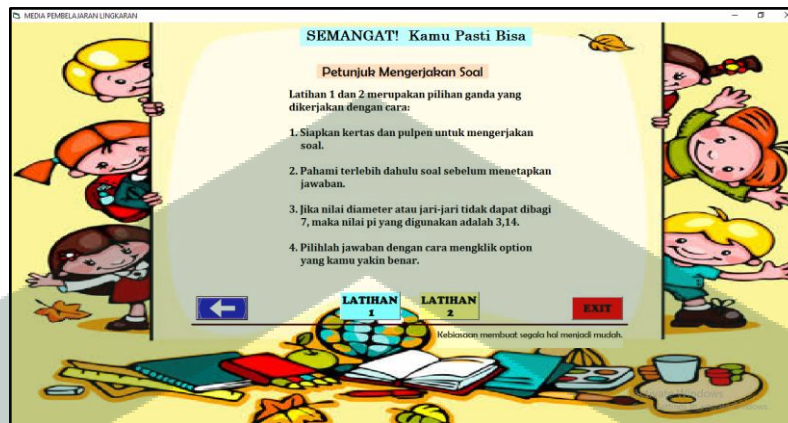 MEDIA PEMBELAJARAN LINGKARAN
SEMANGAT! Kamu Pasti Bisa
Petunjuk Mengerjakan Soal
Latihan 1 dan 2 merupakan pilihan ganda yang
dikerjakan dengan cara:
1. Siapkan kertas dan pulpen untuk mengerjakan
soal.
2. Pahami terlebih dahulu soal sebelum menetapkan
jawaban.
3. Jika nilai diameter atau jari-jari tidak dapat dibagi
7, maka nilai pi yang digunakan adalah 3,14.
4. Pilihlah jawaban dengan cara mengklik option
yang kamu yakin benar.
LATIHAN
1
LATIHAN
2
EXIT
Kebiasaan membuat segala hal menjadi mudah.
Windows